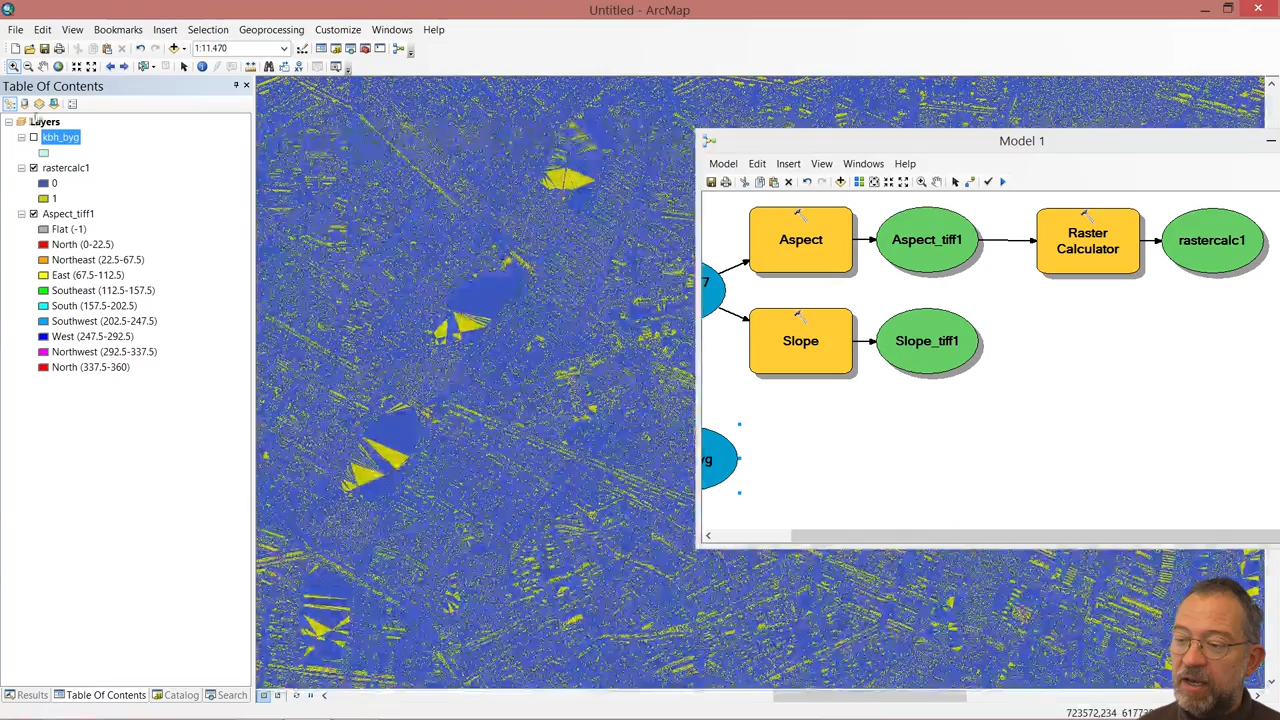 Untitled - ArcMap
File Edit View Bookmarks Insert Selection Geoprocessing Customize Windows Help
1:11.470
Table Of Contents
Layers
kbh_byg
rastercalc1
0
1
Aspect_tiff1
Flat (-1)
North (0-22.5)
Northeast (22.5-67.5)
East (67.5-112.5)
Southeast (112.5-157.5)
South (157.5-202.5)
Southwest (202.5-247.5)
West (247.5-292.5)
Northwest (292.5-337.5)
North (337.5-360)
Results Table Of Contents Catalog Search
Model 1
Model Edit Insert View Windows Help
Aspect
Aspect_tiff1
Raster Calculator
rastercalc1
7
Slope
Slope_tiff1
yg